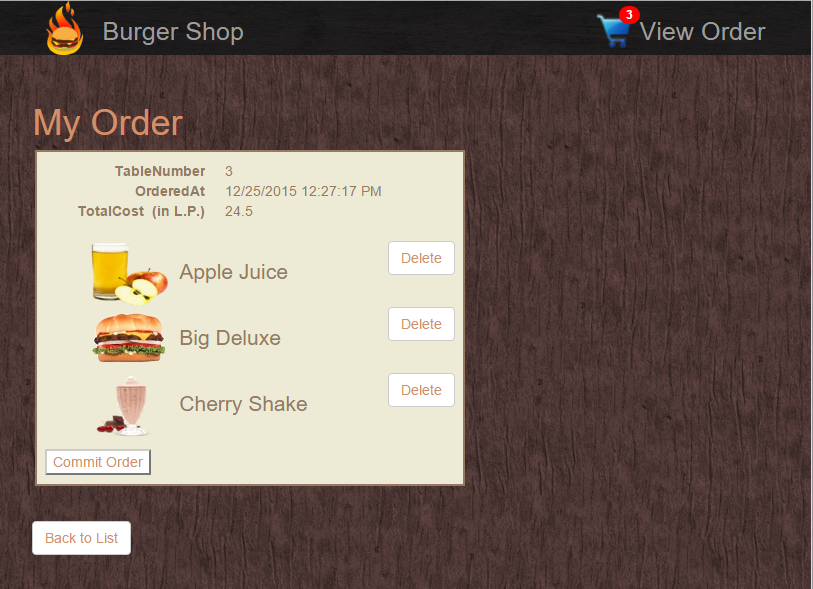 Burger Shop
3
View Order
My Order
TableNumber 3
OrderedAt 12/25/2015 12:27:17 PM
TotalCost (in L.P.) 24.5
Apple Juice Delete
Big Deluxe Delete
Cherry Shake Delete
Commit Order
Back to List